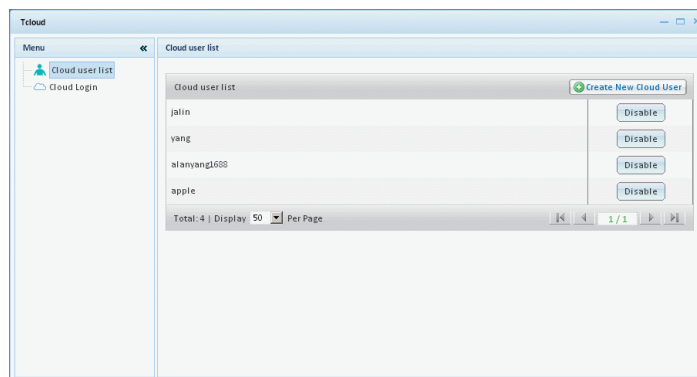 Tcloud
Menu
Cloud user list
Cloud user list
Cloud Login
Cloud user list
Create New Cloud User
jalin
Disable
yang
Disable
alanyang1688
Disable
apple
Disable
Total: 4 | Display 50 Per Page
1 / 1